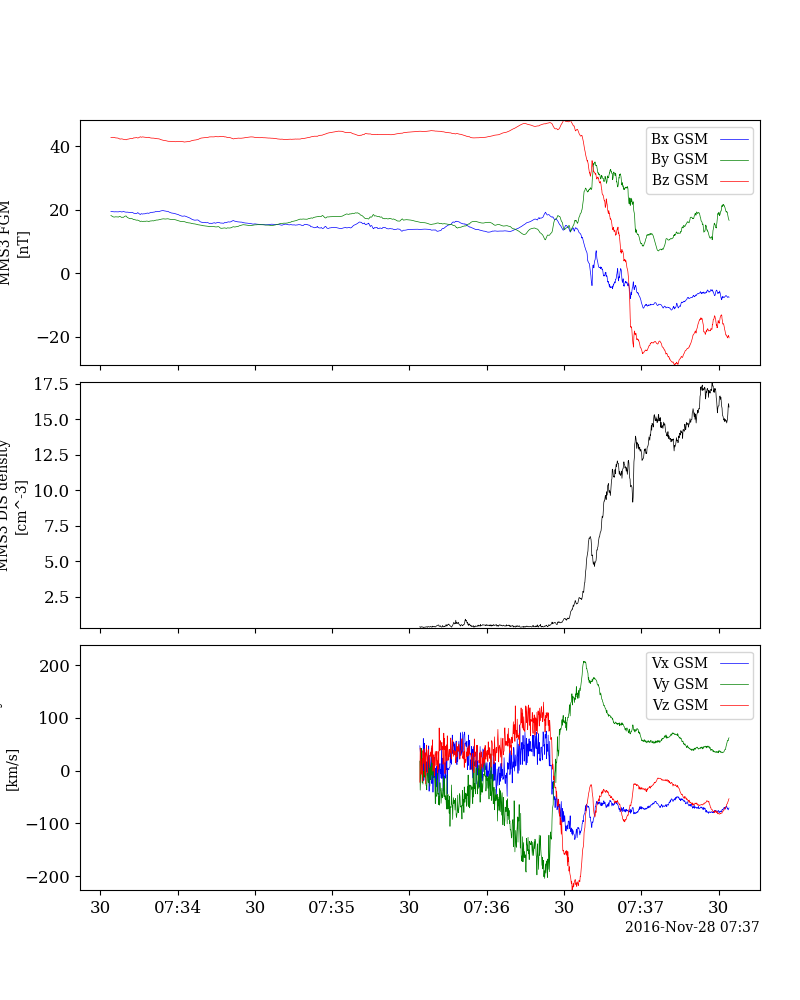 MMS3 FGM
[nT]
40
20
0
−20
Bx GSM
By GSM
Bz GSM
MMS3 DIS density
[cm^-3]
17.5
15.0
12.5
10.0
7.5
5.0
2.5
[km/s]
200
100
0
−100
−200
Vx GSM
Vy GSM
Vz GSM
30 07:34 30 07:35 30 07:36 30 07:37 30
2016-Nov-28 07:37